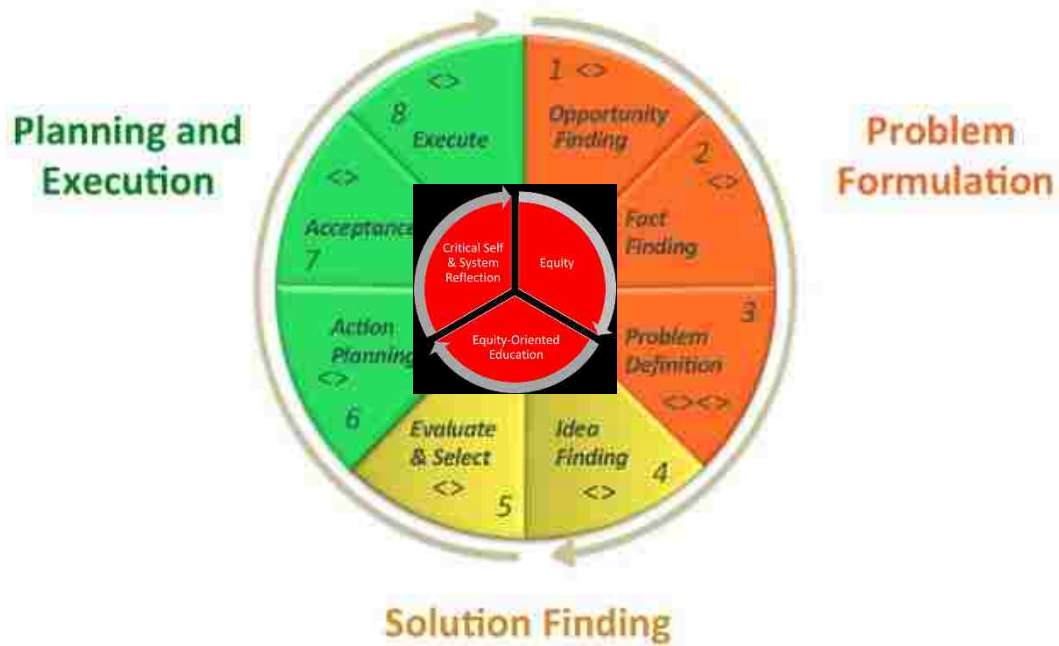 Planning and
Execution
Problem
Formulation
Solution Finding
1 <>
Opportunity
Finding
2
<>
Fact
Finding
3
Problem
Definition
<><>
Idea
Finding
4
<>
Evaluate
& Select
<>
5
Action
Planning
<>
6
<>
Acceptance
7
<>
8
Execute
Equity
Equity-Oriented
Education
Critical Self
& System
Reflection